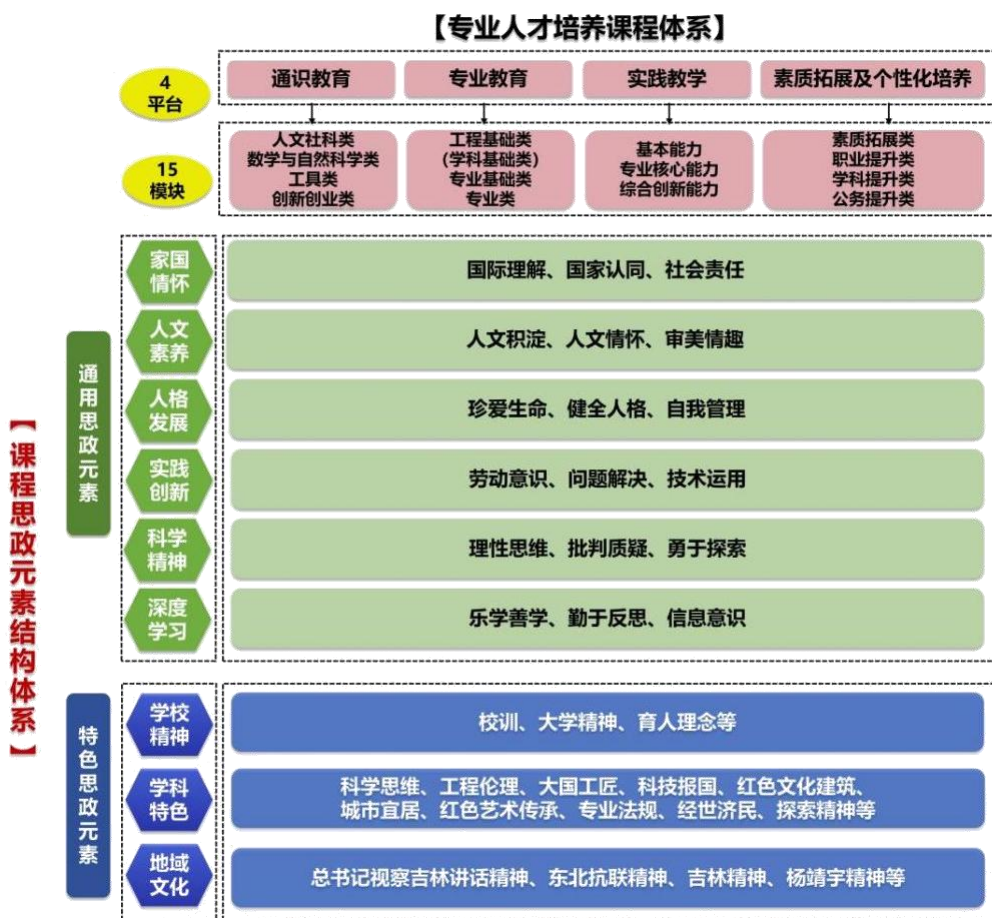 【专业人才培养课程体系】
4
平台
通识教育
专业教育
实践教学
素质拓展及个性化培养
15
模块
人文社科类
数学与自然科学类
工具类
创新创业类
工程基础类
(学科基础类)
专业基础类
专业类
基本能力
专业核心能力
综合创新能力
素质拓展类
职业提升类
学科提升类
公务提升类
【课程思政元素结构体系】
通用思政元素
家国
情怀
国际理解、国家认同、社会责任
人文
素养
人文积淀、人文情怀、审美情趣
人格
发展
珍爱生命、健全人格、自我管理
实践
创新
劳动意识、问题解决、技术运用
科学
精神
理性思维、批判质疑、勇于探索
深度
学习
乐学善学、勤于反思、信息意识
特色思政元素
学校
精神
校训、大学精神、育人理念等
学科
特色
科学思维、工程伦理、大国工匠、科技报国、红色文化建筑、
城市宜居、红色艺术传承、专业法规、经世济民、探索精神等
地域
文化
总书记视察吉林讲话精神、东北抗联精神、吉林精神、杨靖宇精神等